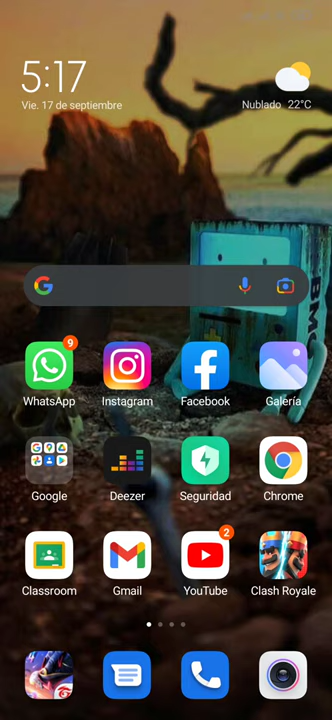 5:17
Vie. 17 de septiembre
Nublado 22°C
9
WhatsApp
Instagram
Facebook
Galería
Google
Deezer
Seguridad
Chrome
2
Classroom
Gmail
YouTube
Clash Royale
BMO